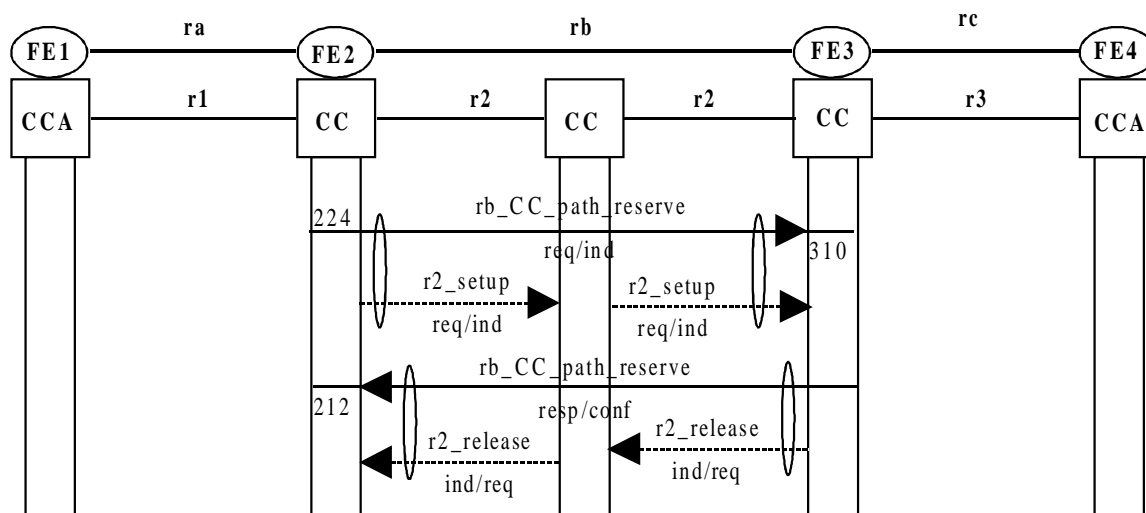 ra
rb
rc
FE1
FE2
FE3
FE4
r1
r2
r2
r3
CCA
CC
CC
CC
CCA
224
rb_CC_path_reserve
req/ind
310
r2_setup
r2_setup
req/ind
req/ind
rb_CC_path_reserve
212
resp/conf
r2_release
r2_release
ind/req
ind/req